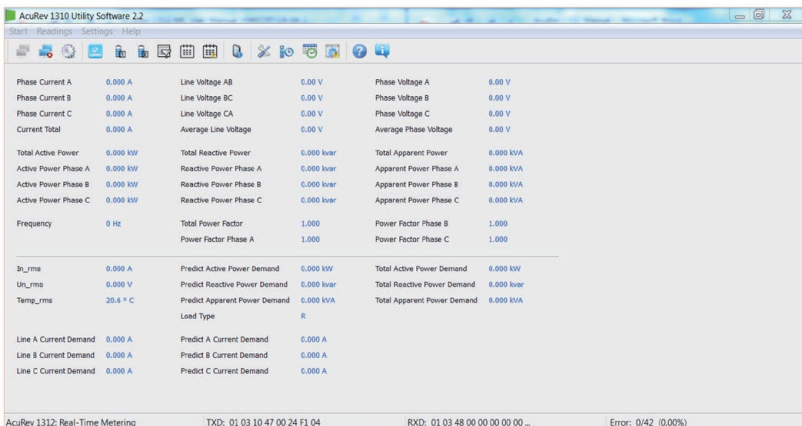 AcuRev 1310 Utility Software 2.2
Start Readings Settings Help
Phase Current A 0.000 A Line Voltage AB 0.00 V Phase Voltage A 0.00 V
Phase Current B 0.000 A Line Voltage BC 0.00 V Phase Voltage B 0.00 V
Phase Current C 0.000 A Line Voltage CA 0.00 V Phase Voltage C 0.00 V
Current Total 0.000 A Average Line Voltage 0.00 V Average Phase Voltage 0.00 V
Total Active Power 0.000 kW Total Reactive Power 0.000 kvar Total Apparent Power 0.000 kVA
Active Power Phase A 0.000 kW Reactive Power Phase A 0.000 kvar Apparent Power Phase A 0.000 kVA
Active Power Phase B 0.000 kW Reactive Power Phase B 0.000 kvar Apparent Power Phase B 0.000 kVA
Active Power Phase C 0.000 kW Reactive Power Phase C 0.000 kvar Apparent Power Phase C 0.000 kVA
Frequency 0 Hz Total Power Factor 1.000 Power Factor Phase B 1.000
Power Factor Phase A 1.000 Power Factor Phase C 1.000
In_rms 0.000 A Predict Active Power Demand 0.000 kW Total Active Power Demand 0.000 kW
Un_rms 0.000 V Predict Reactive Power Demand 0.000 kvar Total Reactive Power Demand 0.000 kvar
Temp_rms 20.6 º C Predict Apparent Power Demand 0.000 kVA Total Apparent Power Demand 0.000 kVA
Load Type R
Line A Current Demand 0.000 A Predict A Current Demand 0.000 A
Line B Current Demand 0.000 A Predict B Current Demand 0.000 A
Line C Current Demand 0.000 A Predict C Current Demand 0.000 A
AcuRev 1312: Real-Time Metering TXD: 01 03 10 47 00 24 F1 04 RXD: 01 03 48 00 00 00 00 00 ... Error: 0/42 (0.00%)